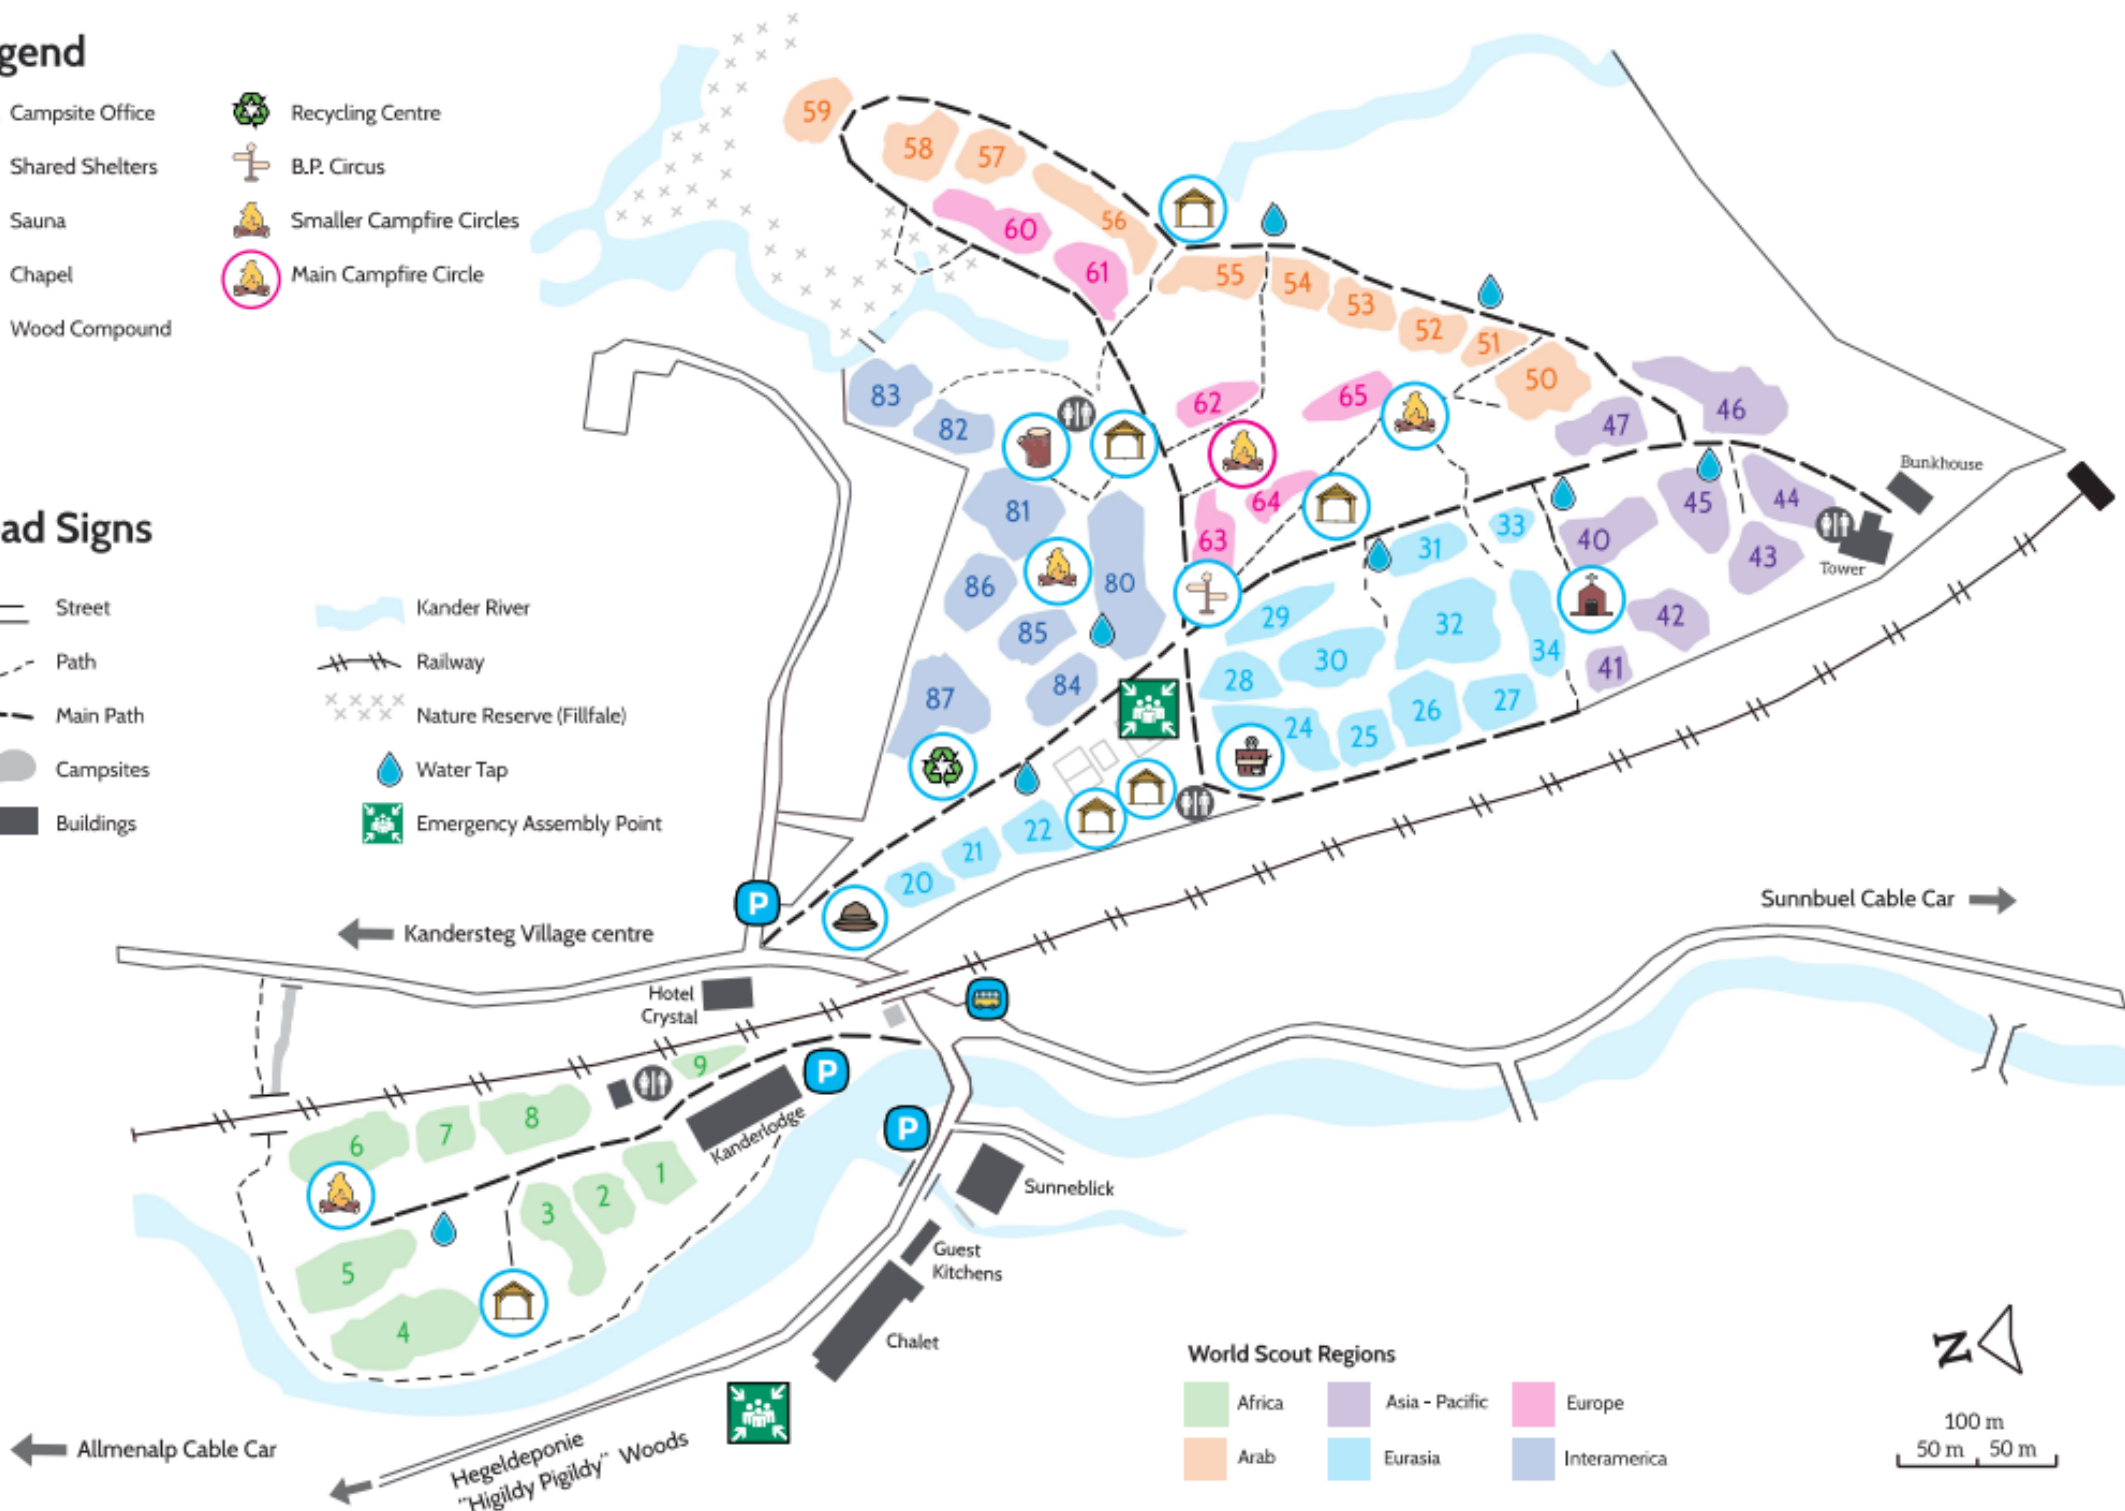 gend
Campsite Office
Shared Shelters
Sauna
Chapel
Wood Compound
Recycling Centre
B.P. Circus
Smaller Campfire Circles
Main Campfire Circle
ad Signs
Street
Path
Main Path
Campsites
Buildings
Kander River
Railway
Nature Reserve (Fillfale)
Water Tap
Emergency Assembly Point
59
58
57
56
60
61
55
54
53
52
51
50
47
46
62
65
64
63
83
82
81
80
86
85
84
87
45
44
43
40
42
41
Bunkhouse
Tower
31
33
29
32
30
34
28
24
25
26
27
22
21
20
P
Kandersteg Village centre
Sunnbuel Cable Car
Hotel
Crystal
9
P
Kanderlodge
8
7
6
1
2
3
5
4
P
Sunneblick
Guest
Kitchens
Chalet
Allmenalp Cable Car
Hegeldeponie
"Higildy Pigildy" Woods
World Scout Regions
Africa
Asia - Pacific
Europe
Arab
Eurasia
Interamerica
N
100 m
50 m 50 m